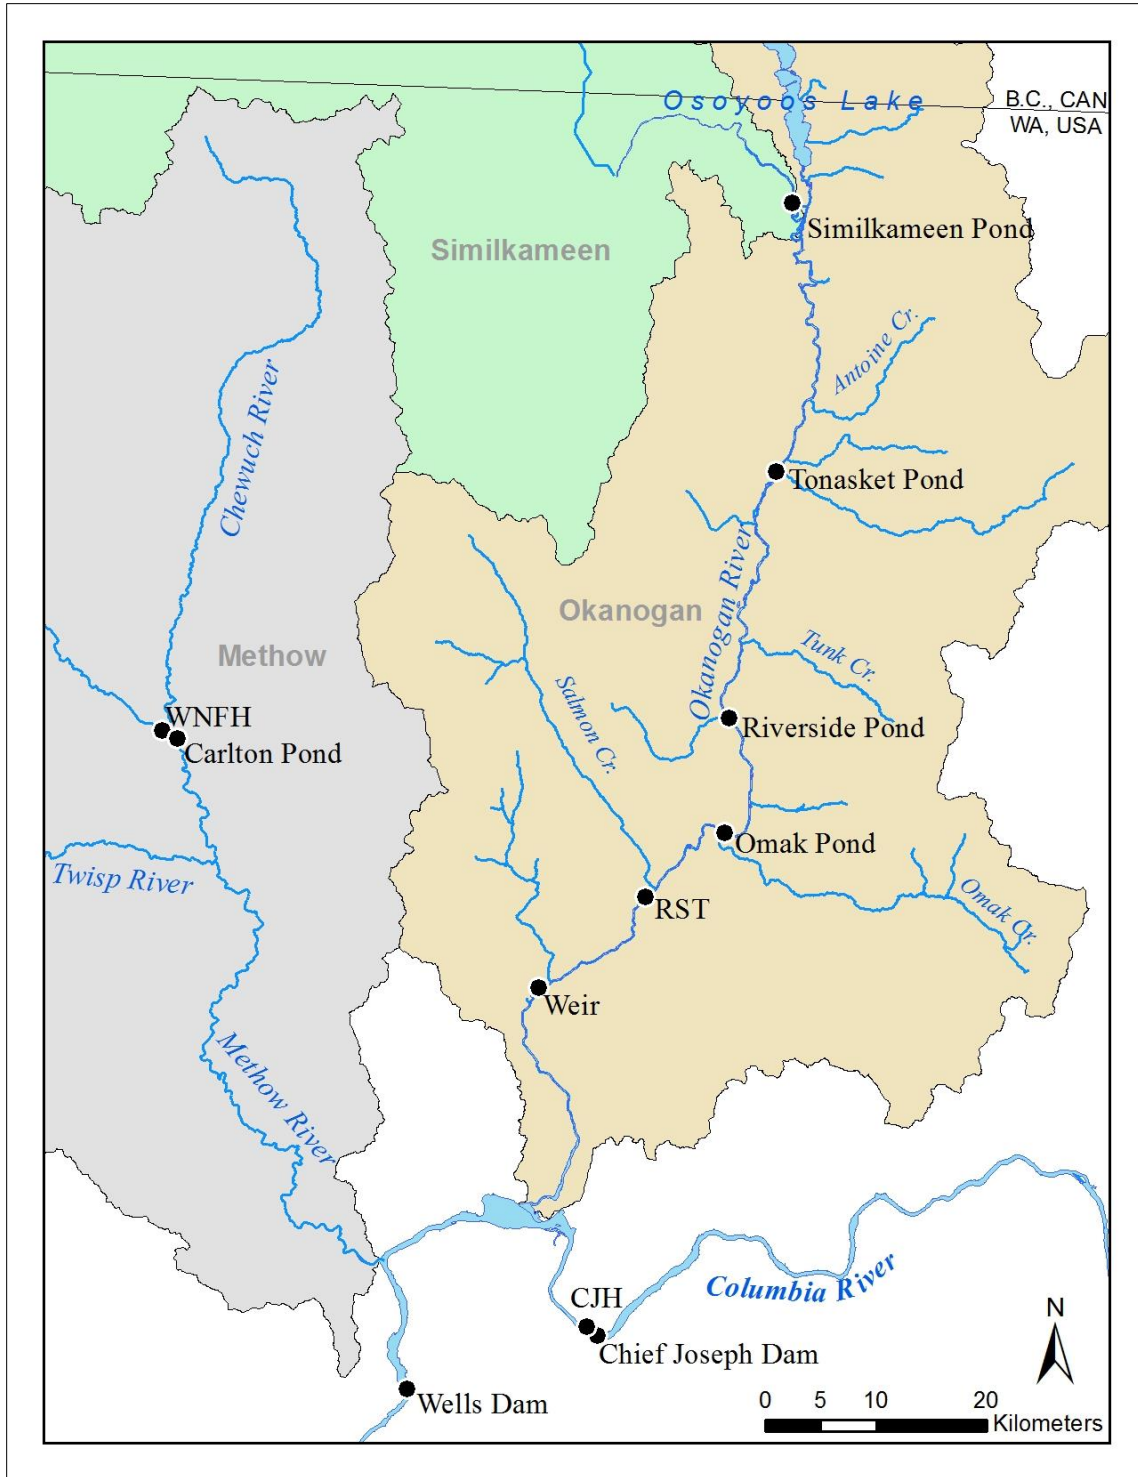 Osoyoos Lake
B.C., CAN
WA, USA
Similkameen Pond
Similkameen
Antoine Cr.
Chewuch River
Tonasket Pond
Okanogan River
Okanogan
Tunk Cr.
Methow
Salmon Cr.
WNFH
Riverside Pond
Carlton Pond
Omak Pond
Twisp River
Omak Cr.
RST
Weir
Methow River
Columbia River
CJH
N
Chief Joseph Dam
Wells Dam
0 5 10 20
Kilometers